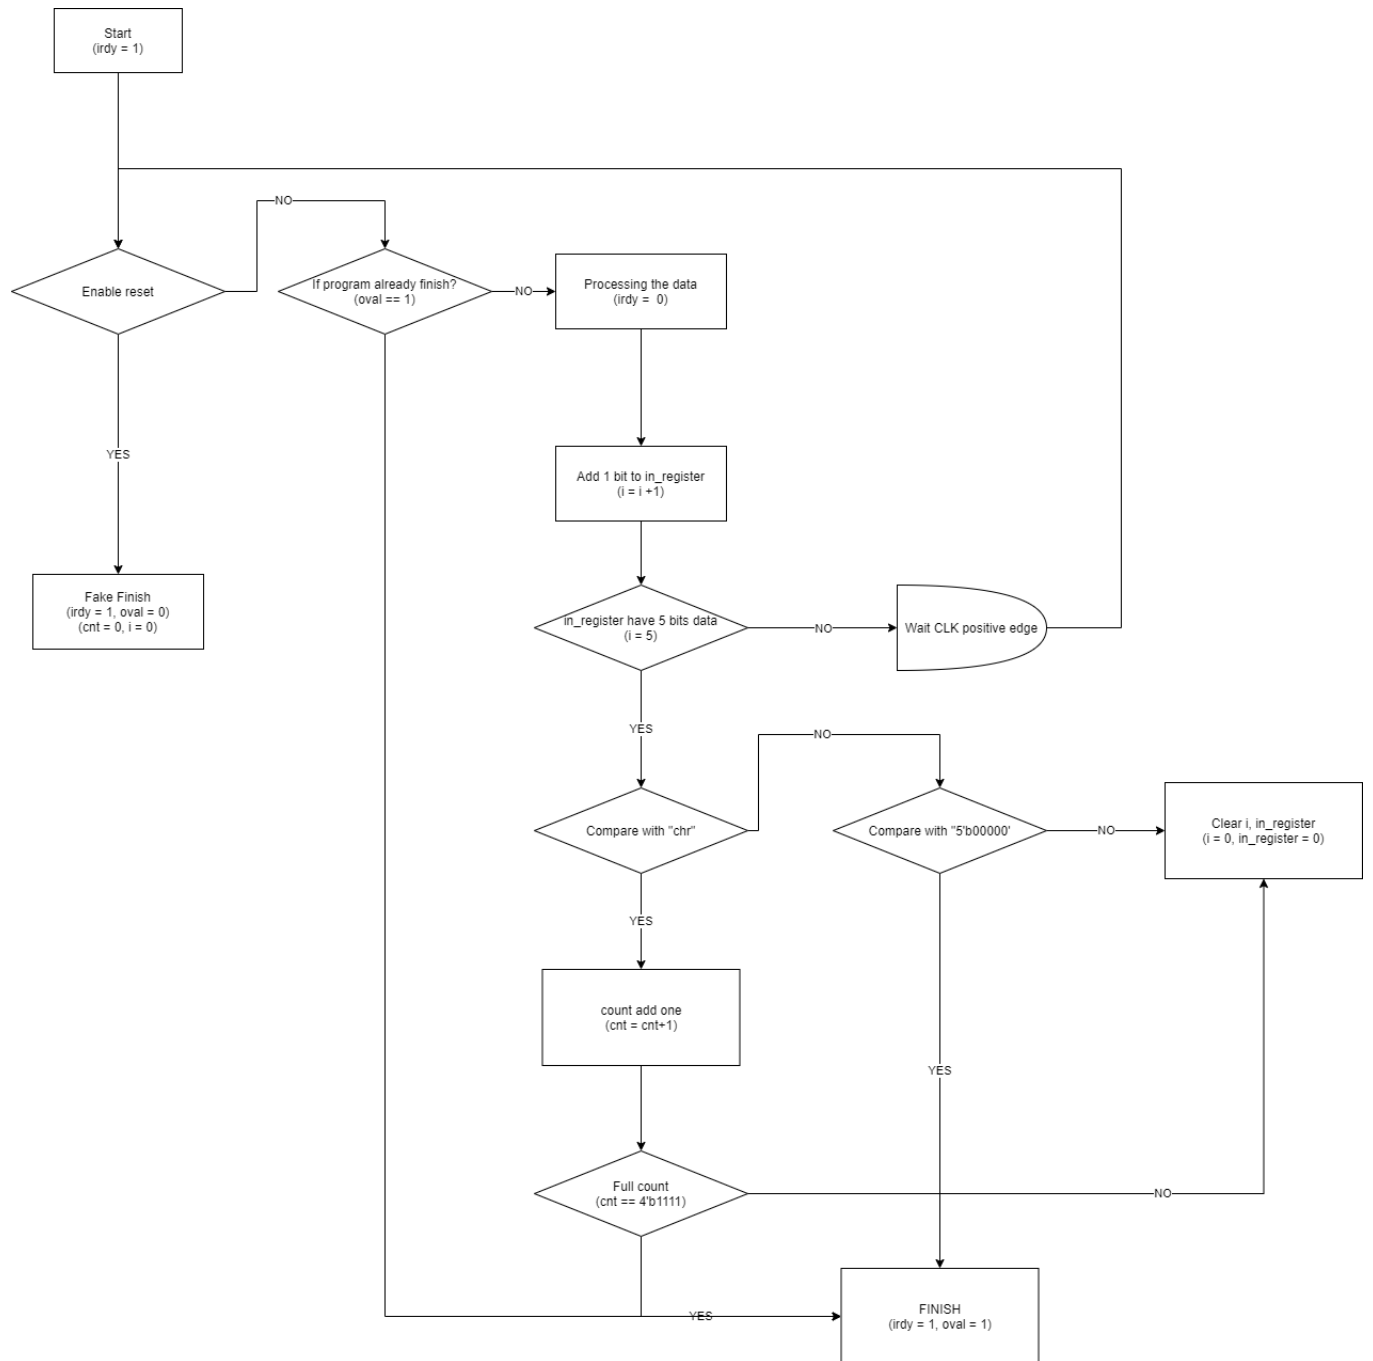 Start
(irdy = 1)
NO
Enable reset
If program already finish?
(oval == 1)
NO
Processing the data
(irdy =  0)
YES
Add 1 bit to in_register
(i = i +1)
Fake Finish
(irdy = 1, oval = 0)
(cnt = 0, i = 0)
in_register have 5 bits data
(i = 5)
NO
Wait CLK positive edge
YES
NO
Compare with "chr"
Compare with "5'b00000'
NO
Clear i, in_register
(i = 0, in_register = 0)
YES
count add one
(cnt = cnt+1)
YES
Full count
(cnt == 4'b1111)
NO
YES
FINISH
(irdy = 1, oval = 1)